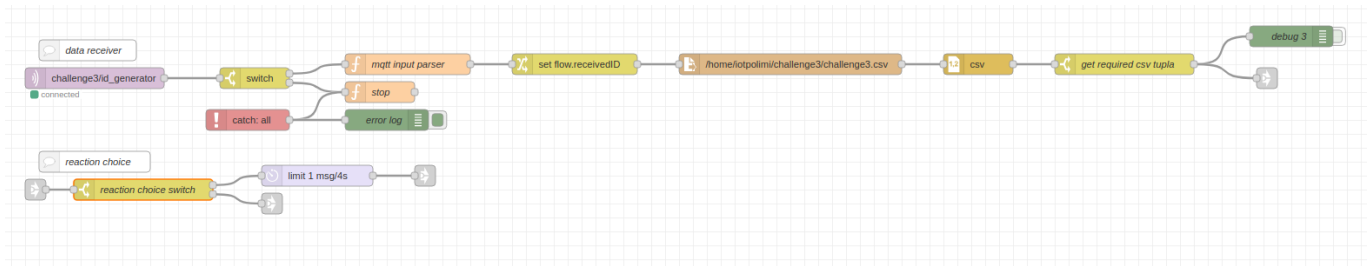 data receiver
debug 3
challenge3/id_generator
switch
mqtt input parser
set flow.receivedID
/home/iotpolimi/challenge3/challenge3.csv
1,2
csv
get required csv tupla
connected
stop
catch: all
error log
reaction choice
reaction choice switch
limit 1 msg/4s